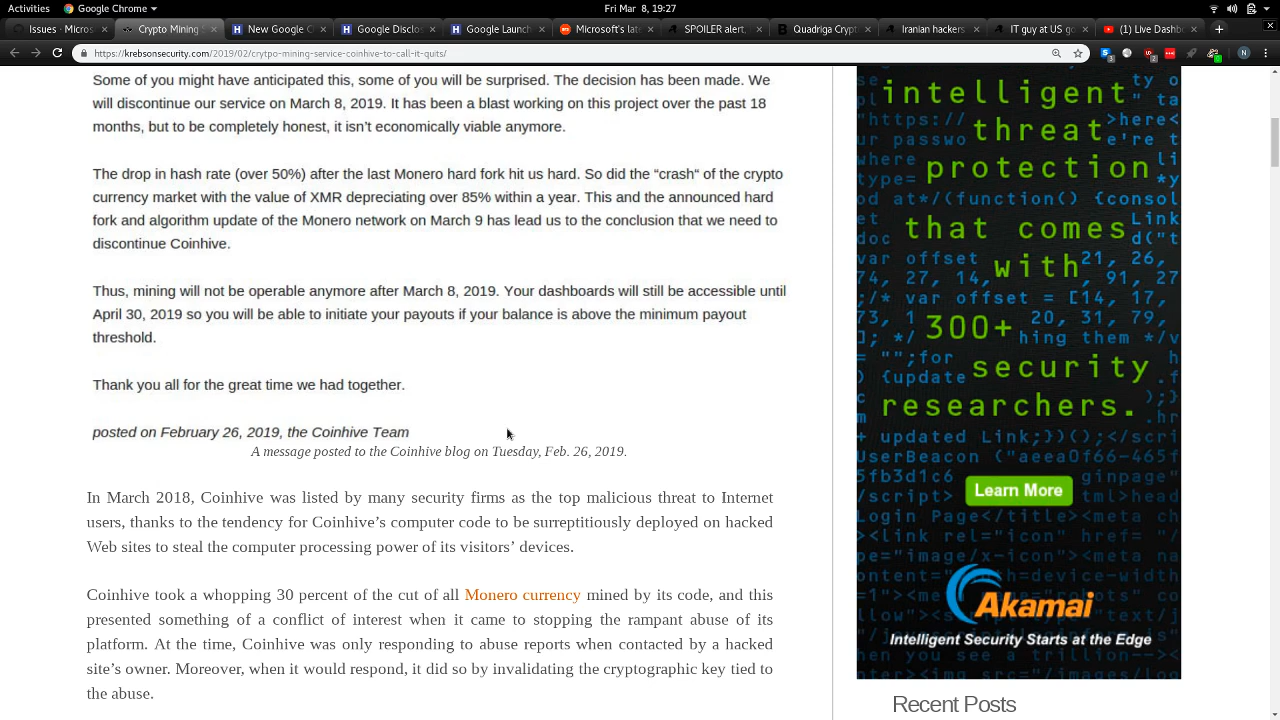 Activities
Google Chrome
Fri Mar 8, 19:27
Issues - Micros
Crypto Mining S
New Google C
Google Disclos
Google Launch
Microsoft's late
SPOILER alert,
Quadriga Crypt
Iranian hackers
IT guy at US go
(1) Live Dashbo
https://krebsonsecurity.com/2019/02/crytpo-mining-service-coinhive-to-call-it-quits/
Some of you might have anticipated this, some of you will be surprised. The decision has been made. We
will discontinue our service on March 8, 2019. It has been a blast working on this project over the past 18
months, but to be completely honest, it isn't economically viable anymore.
The drop in hash rate (over 50%) after the last Monero hard fork hit us hard. So did the “crash“ of the crypto
currency market with the value of XMR depreciating over 85% within a year. This and the announced hard
fork and algorithm update of the Monero network on March 9 has lead us to the conclusion that we need to
discontinue Coinhive.
Thus, mining will not be operable anymore after March 8, 2019. Your dashboards will still be accessible until
April 30, 2019 so you will be able to initiate your payouts if your balance is above the minimum payout
threshold.
Thank you all for the great time we had together.
posted on February 26, 2019, the Coinhive Team
A message posted to the Coinhive blog on Tuesday, Feb. 26, 2019.
In March 2018, Coinhive was listed by many security firms as the top malicious threat to Internet
users, thanks to the tendency for Coinhive’s computer code to be surreptitiously deployed on hacked
Web sites to steal the computer processing power of its visitors’ devices.
Coinhive took a whopping 30 percent of the cut of all Monero currency mined by its code, and this
presented something of a conflict of interest when it came to stopping the rampant abuse of its
platform. At the time, Coinhive was only responding to abuse reports when contacted by a hacked
site’s owner. Moreover, when it would respond, it did so by invalidating the cryptographic key tied to
the abuse.
intelligent
threat
protection
that comes
with
300+
security
researchers.
Learn More
Akamai
Intelligent Security Starts at the Edge
Recent Posts